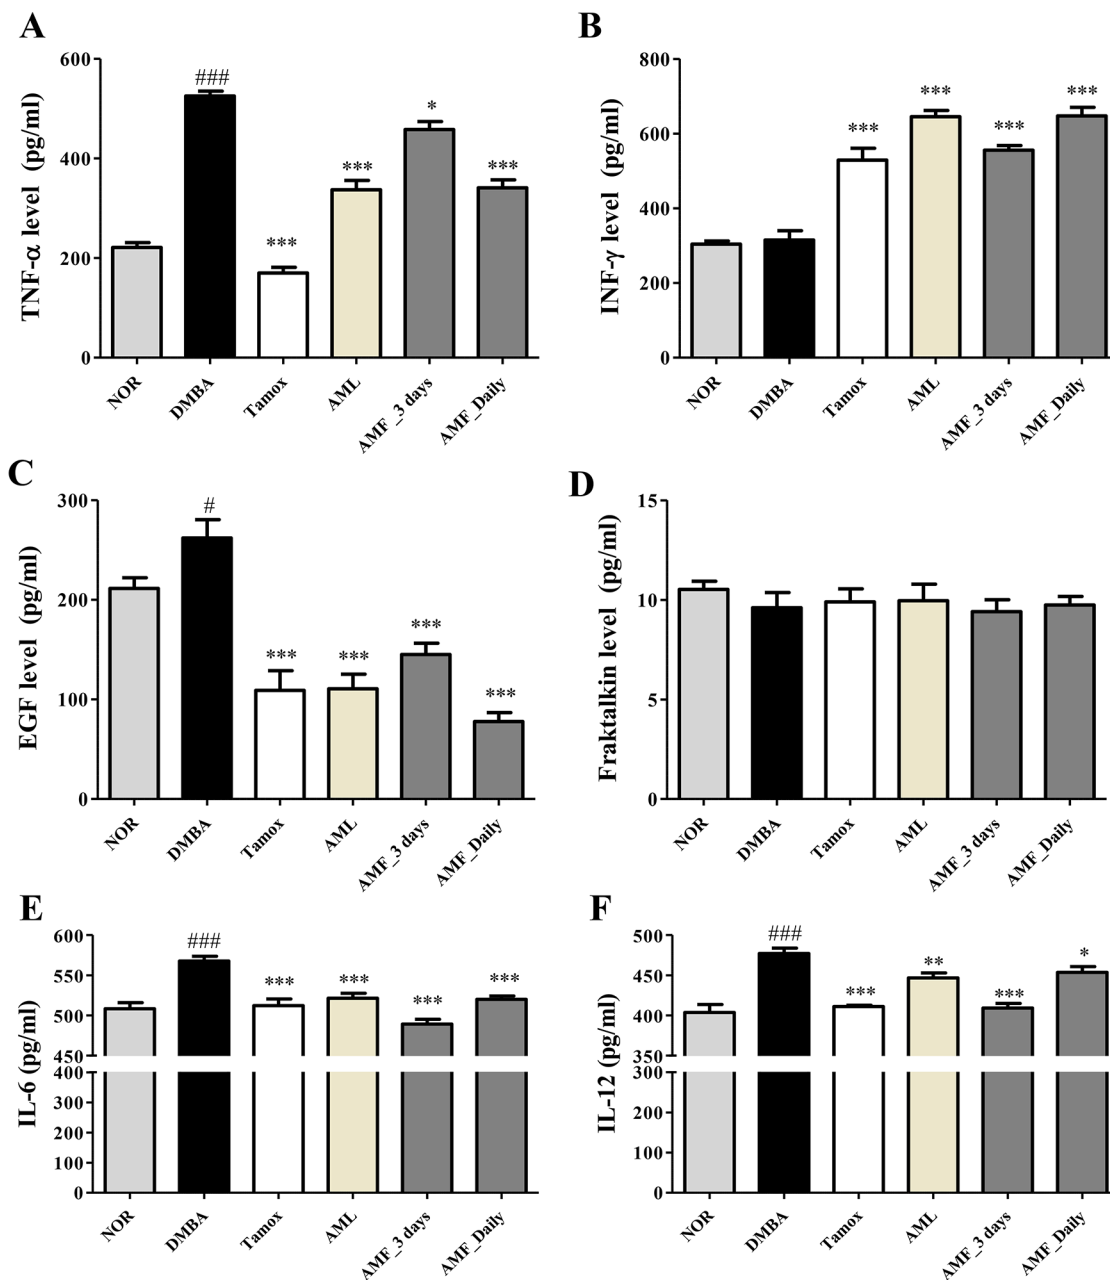 A
TNF-α level (pg/ml)
600
400
200
0
###
***
***
*
***
NOR
DMBA
Tamox
AML
AMF_3 days
AMF_Daily
B
INF-γ level (pg/ml)
800
600
400
200
0
***
***
***
***
NOR
DMBA
Tamox
AML
AMF_3 days
AMF_Daily
C
EGF level (pg/ml)
300
200
100
0
#
***
***
***
***
NOR
DMBA
Tamox
AML
AMF_3 days
AMF_Daily
D
Fraktalkin level (pg/ml)
15
10
5
0
NOR
DMBA
Tamox
AML
AMF_3 days
AMF_Daily
E
IL-6 (pg/ml)
600
550
500
450
400
300
200
100
0
###
***
***
***
***
NOR
DMBA
Tamox
AML
AMF_3 days
AMF_Daily
F
IL-12 (pg/ml)
500
450
400
350
300
200
100
0
###
***
**
***
*
NOR
DMBA
Tamox
AML
AMF_3 days
AMF_Daily